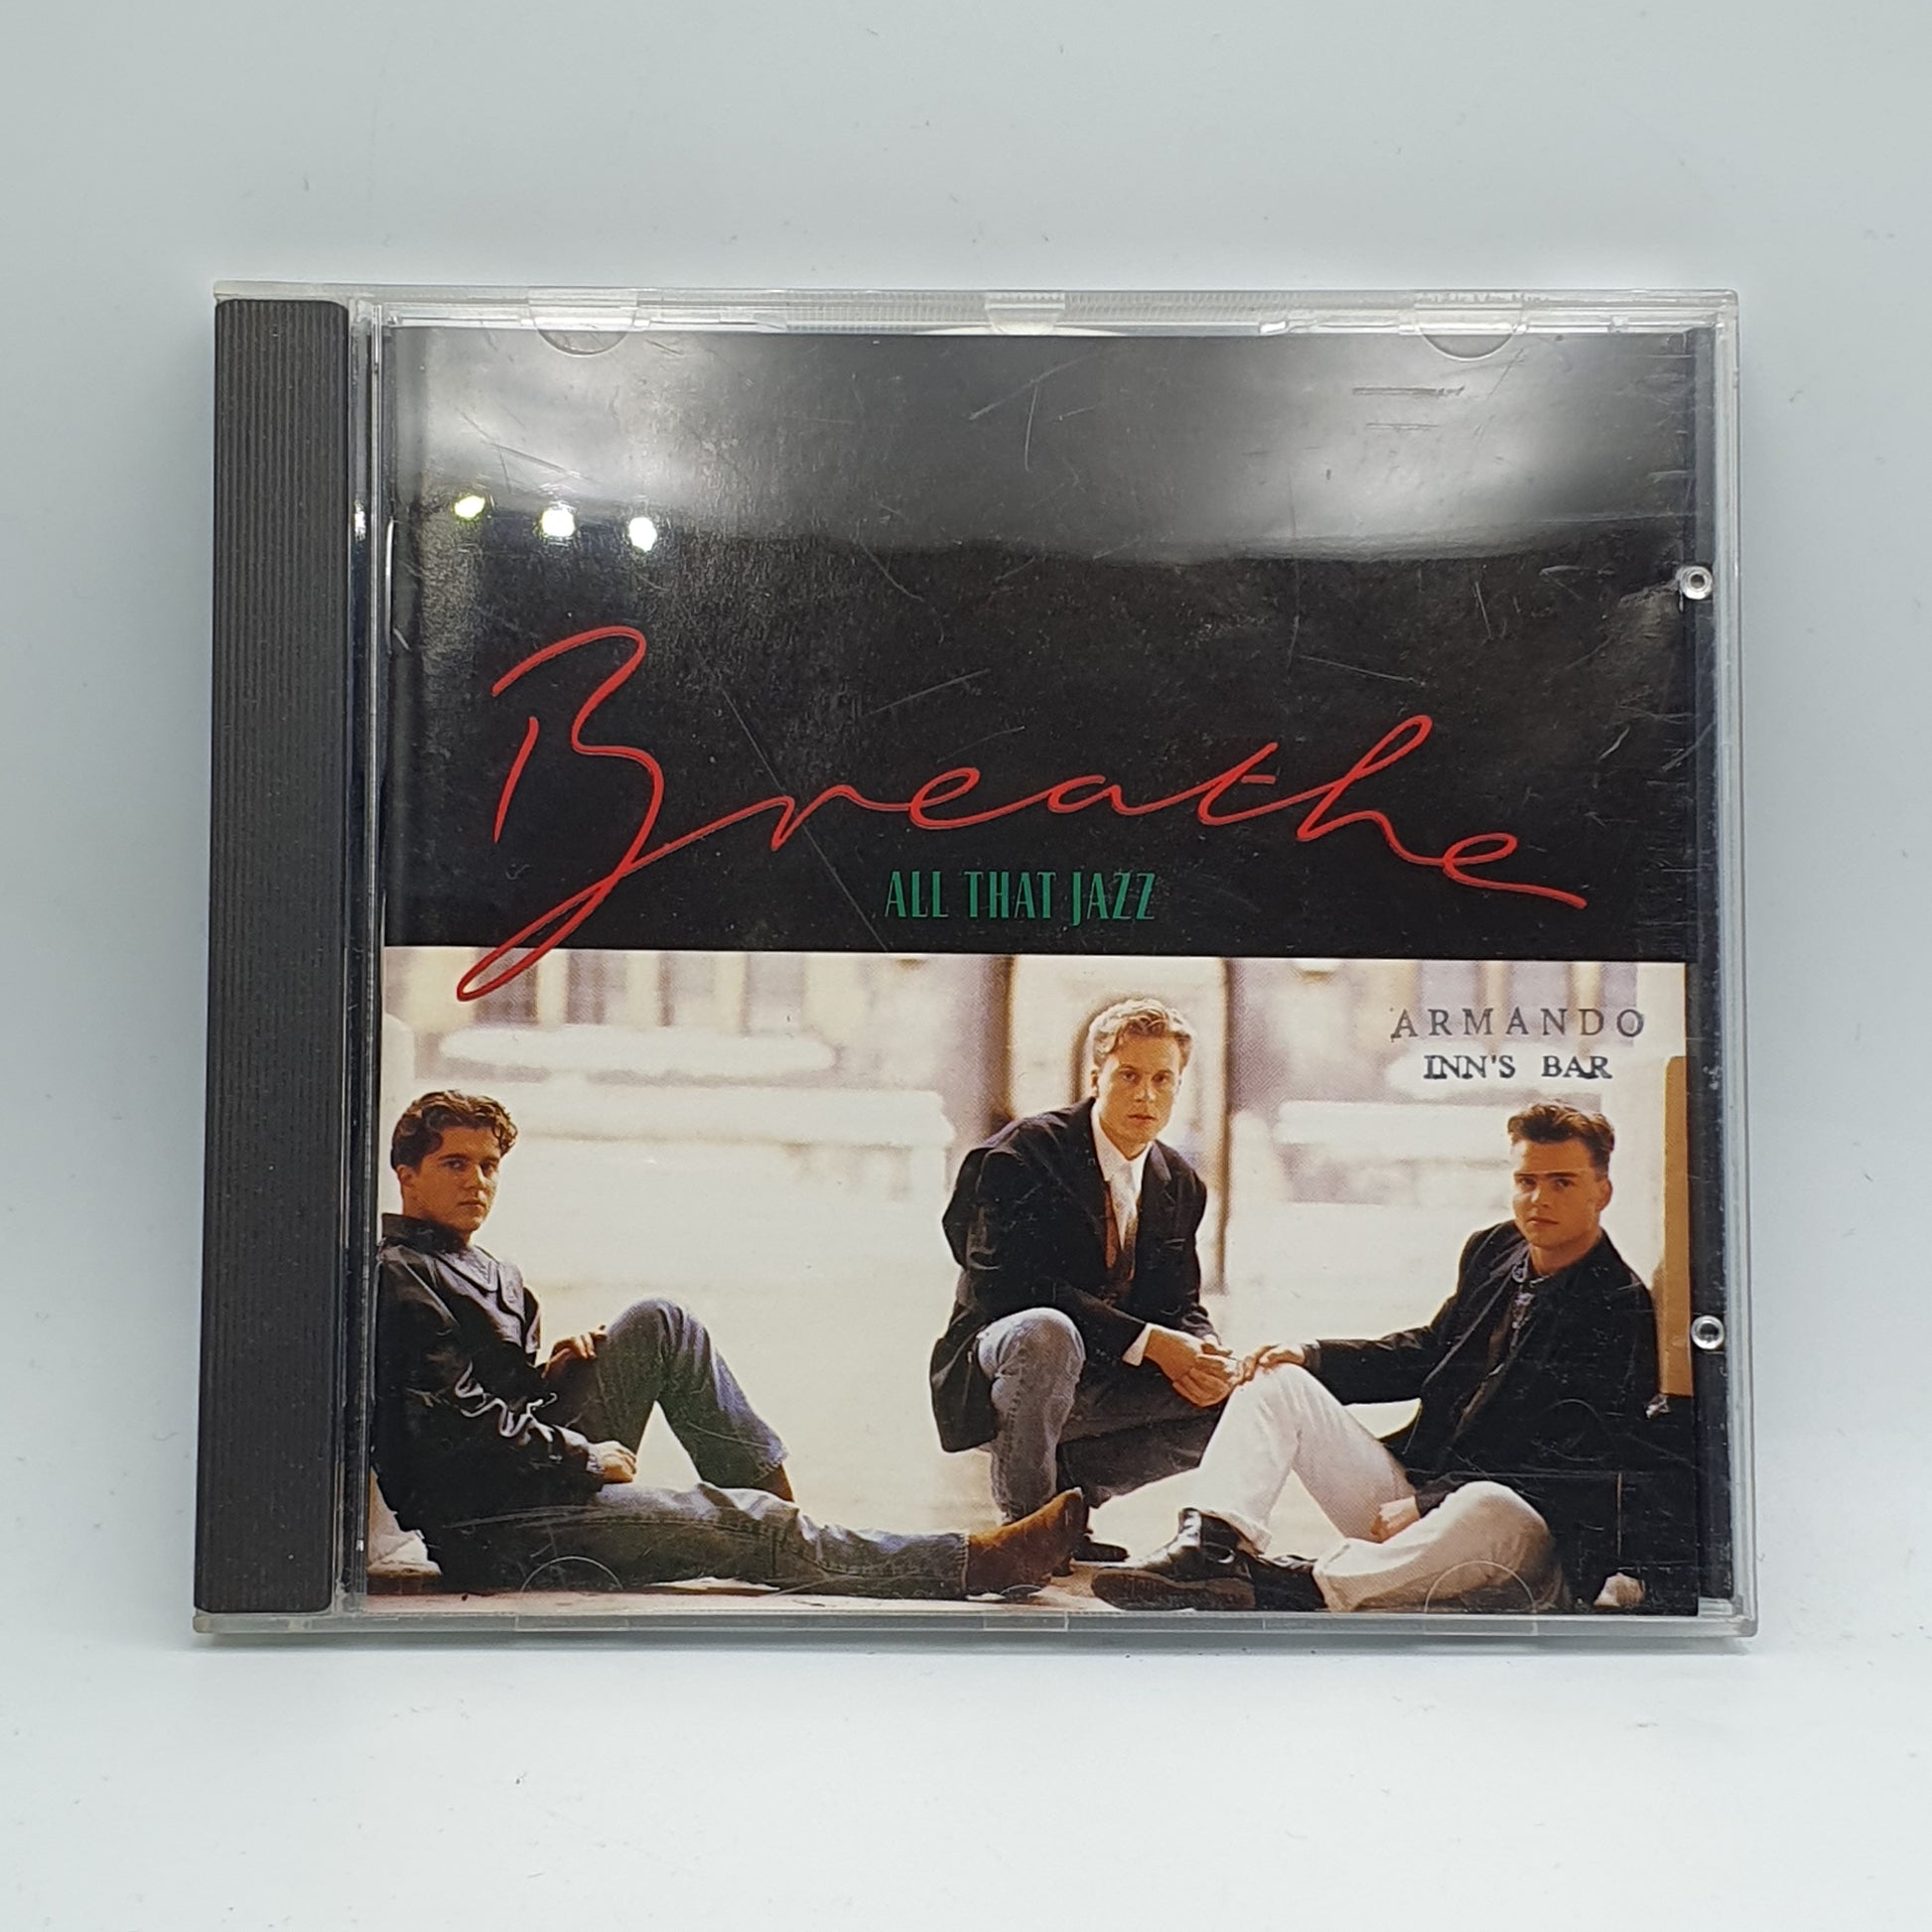 Breathe
ALL THAT JAZZ
ARMANDO
INN'S BAR